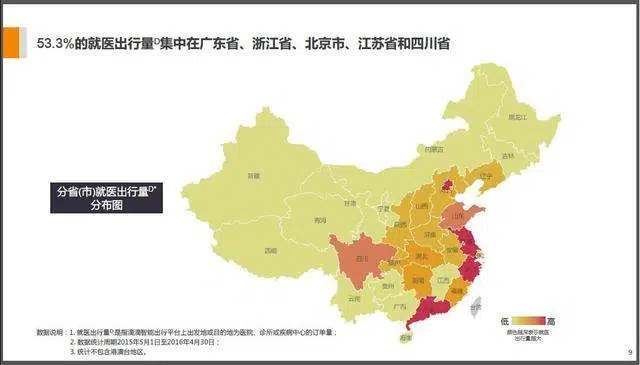 53.3%的就医出行量D集中在广东省、浙江省、北京市、江苏省和四川省
黑龙江
内蒙古
吉林
新疆
辽宁
分省(市)就医出行量D*
分布图
甘肃
宁夏
山西
山东
青海
陕西
河南
西藏
四川
湖北
安徽
湖南
江西
贵州
福建
云南
广西
台湾
海南
低
高
颜色越深表示就医
出行量越大
数据说明：1. 就医出行量D是指滴滴智能出行平台上出发地或目的地为医院、诊所或疾病中心的订单量；
2. 数据统计周期2015年5月1日至2016年4月30日；
3. 统计不包含港澳台地区。
9